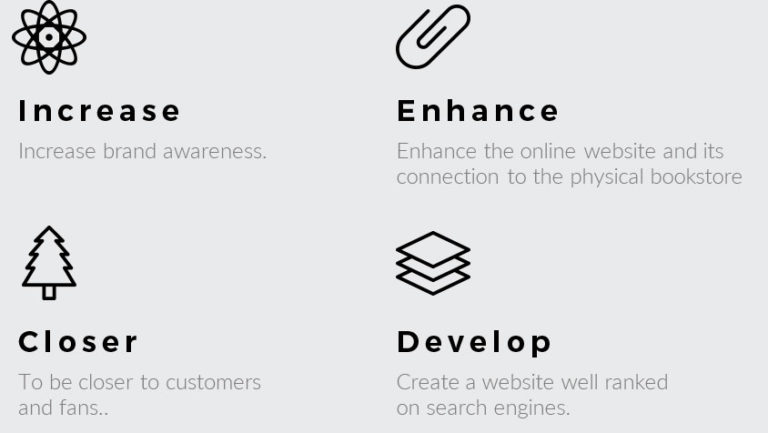 Increase
Increase brand awareness.
Enhance
Enhance the online website and its
connection to the physical bookstore
Closer
To be closer to customers
and fans..
Develop
Create a website well ranked
on search engines.